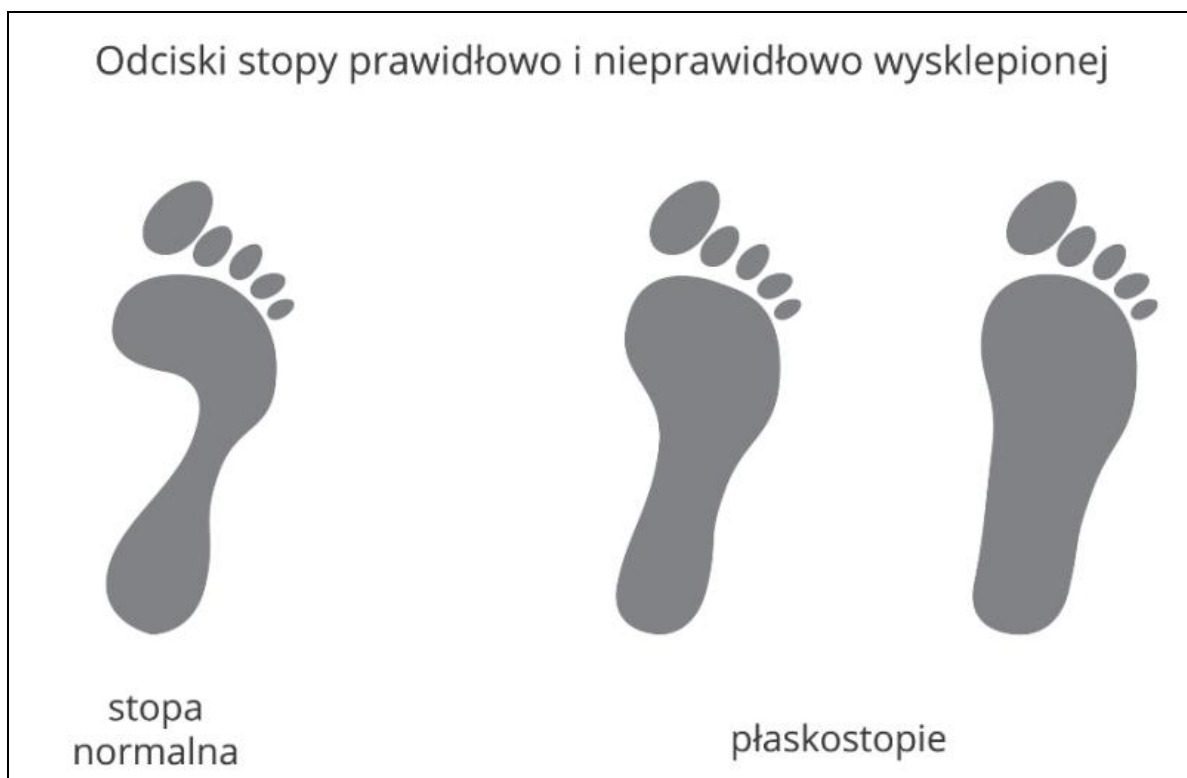 Odciski stopy prawidłowo i nieprawidłowo wysklepionej
stopa
normalna
płaskostopie